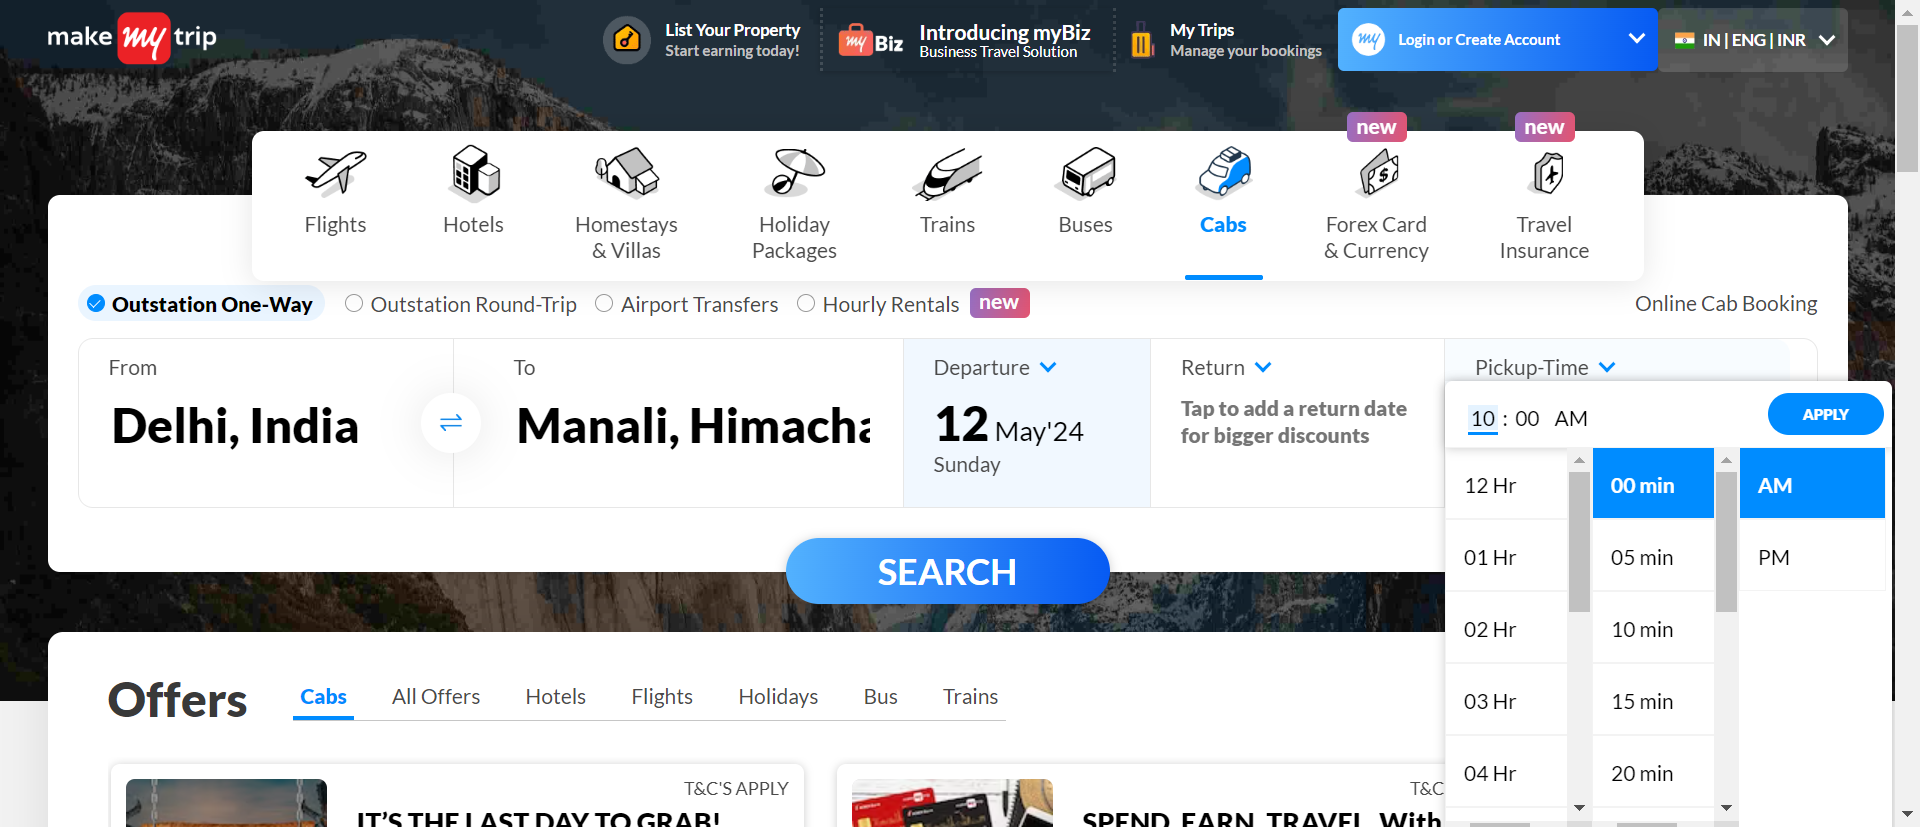 make my trip
List Your Property
Start earning today!
my Biz
Introducing myBiz
Business Travel Solution
My Trips
Manage your bookings
my Login or Create Account
IN | ENG | INR
new
new
Flights
Hotels
Homestays
& Villas
Holiday
Packages
Trains
Buses
Cabs
Forex Card
& Currency
Travel
Insurance
Outstation One-Way
Outstation Round-Trip
Airport Transfers
Hourly Rentals
new
Online Cab Booking
From
Delhi, India
To
Manali, Himacha
Departure
12 May'24
Sunday
Return
Tap to add a return date
for bigger discounts
Pickup-Time
10 : 00 AM
APPLY
12 Hr
01 Hr
02 Hr
03 Hr
04 Hr
00 min
05 min
10 min
15 min
20 min
AM
PM
SEARCH
Offers
Cabs
All Offers
Hotels
Flights
Holidays
Bus
Trains
T&C'S APPLY
IT'S THE LAST DAY TO GRAB!
T&C
SPEND, EARN, TRAVEL. With